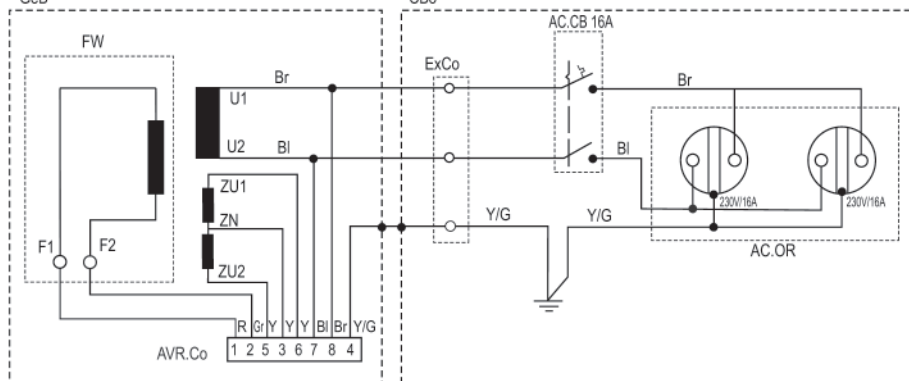 AC.CB 16A
FW
ExCo
Br
Br
U1
U2
Bl
Bl
ZU1
ZN
ZU2
Y/G
Y/G
230V/16A
230V/16A
F1
F2
AC.OR
R Gr Y Y Y Bl Br Y/G
1 2 5 3 6 7 8 4
AVR.Co